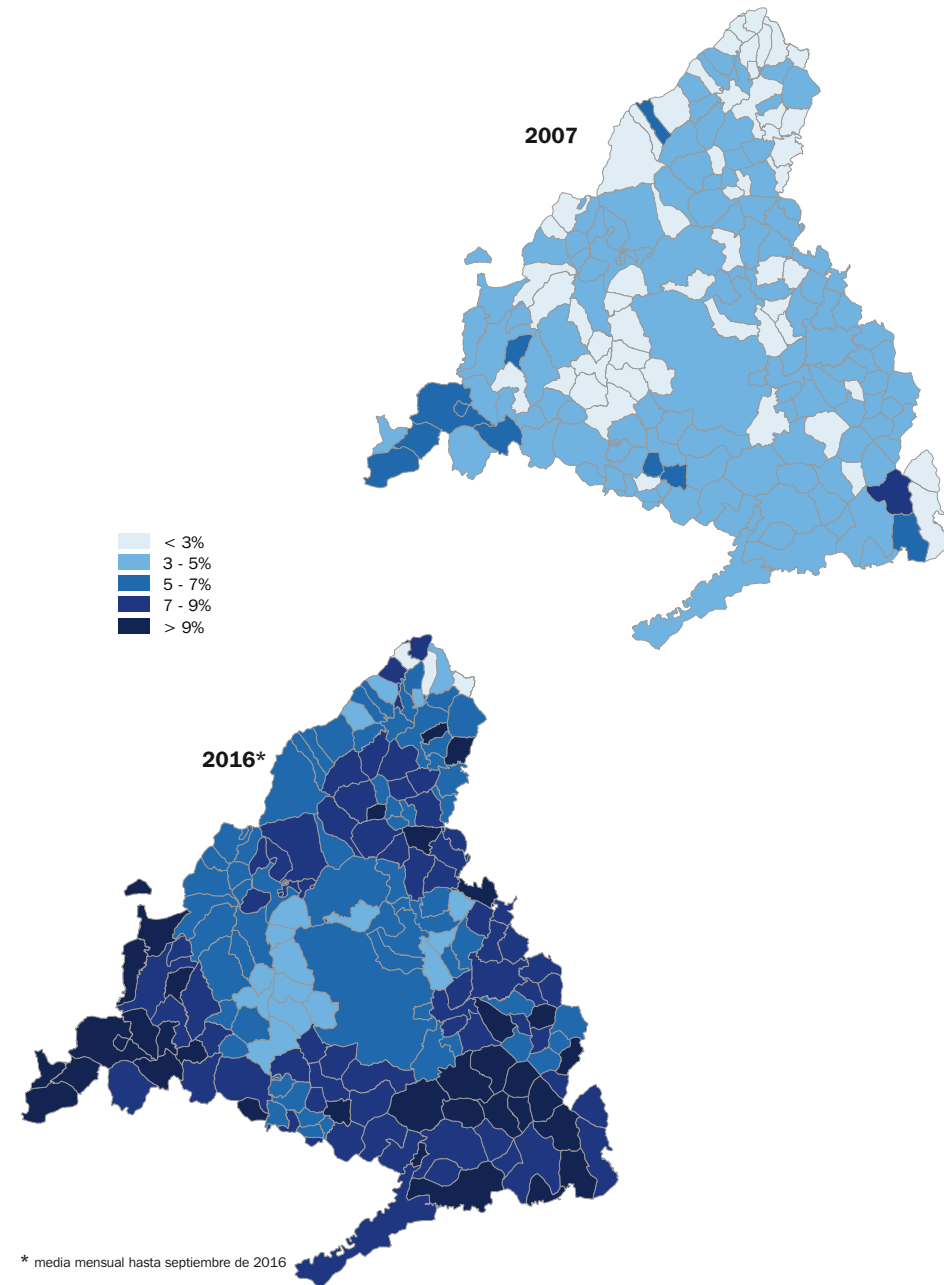 2007
< 3%
3 - 5%
5 - 7%
7 - 9%
> 9%
2016*
* media mensual hasta septiembre de 2016